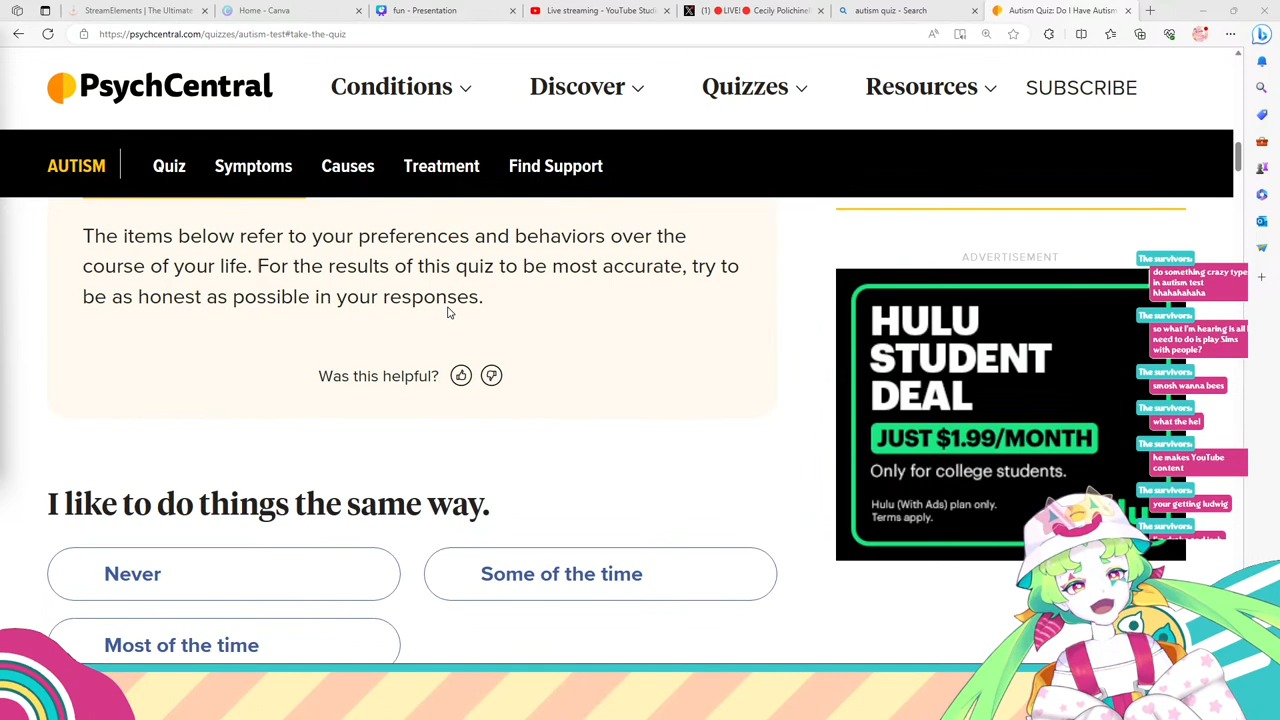 StreamElements | The Ultimate
Home - Canva
fun - Presentation
Live streaming - YouTube Stud
(1) 🔴LIVE!🔴 Cecily Polichinel
autism quiz - Search
Autism Quiz: Do I Have Autism
https://psychcentral.com/quizzes/autism-test#take-the-quiz
PsychCentral
Conditions
Discover
Quizzes
Resources
SUBSCRIBE
AUTISM
Quiz
Symptoms
Causes
Treatment
Find Support
The items below refer to your preferences and behaviors over the
course of your life. For the results of this quiz to be most accurate, try to
be as honest as possible in your responses.
Was this helpful?
I like to do things the same way.
Never
Some of the time
Most of the time
ADVERTISEMENT
HULU
STUDENT
DEAL
JUST $1.99/MONTH
Only for college students.
Hulu (With Ads) plan only.
Terms apply.
The survivors:
do something crazy type
in autism test
hhahahahaha
The survivors:
so what I'm hearing is all I
need to do is play Sims
with people?
The survivors:
smosh wanna bees
The survivors:
what the hel
The survivors:
he makes YouTube
content
The survivors:
your getting ludwig
The survivors: